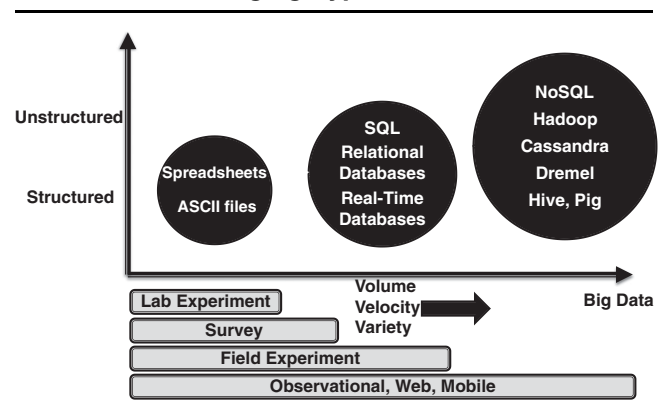 Unstructured
Structured
Spreadsheets
ASCII files
SQL
Relational
Databases
Real-Time
Databases
NoSQL
Hadoop
Cassandra
Dremel
Hive, Pig
Volume
Velocity
Variety
Big Data
Lab Experiment
Survey
Field Experiment
Observational, Web, Mobile